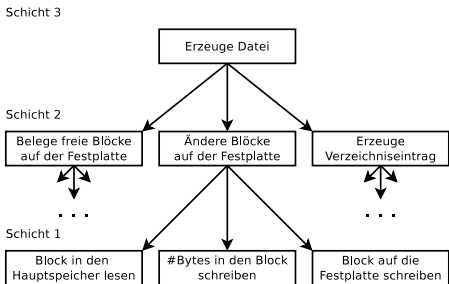 Schicht 3
Erzeuge Datei
Schicht 2
Belege freie Blöcke
auf der Festplatte
Ändere Blöcke
auf der Festplatte
Erzeuge
Verzeichniseintrag
. . .
. . .
Schicht 1
Block in den
Hauptspeicher lesen
#Bytes in den Block
schreiben
Block auf die
Festplatte schreiben